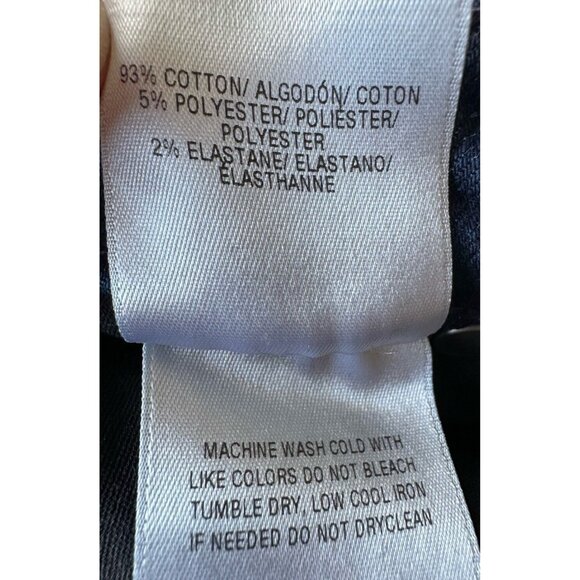 93% COTTON/ ALGODÓN/ COTON
5% POLYESTER/ POLIÉSTER/
POLYESTER
2% ELASTANE/ ELASTANO/
ÉLASTHANNE
MACHINE WASH COLD WITH
LIKE COLORS DO NOT BLEACH
TUMBLE DRY, LOW COOL IRON
IF NEEDED DO NOT DRYCLEAN